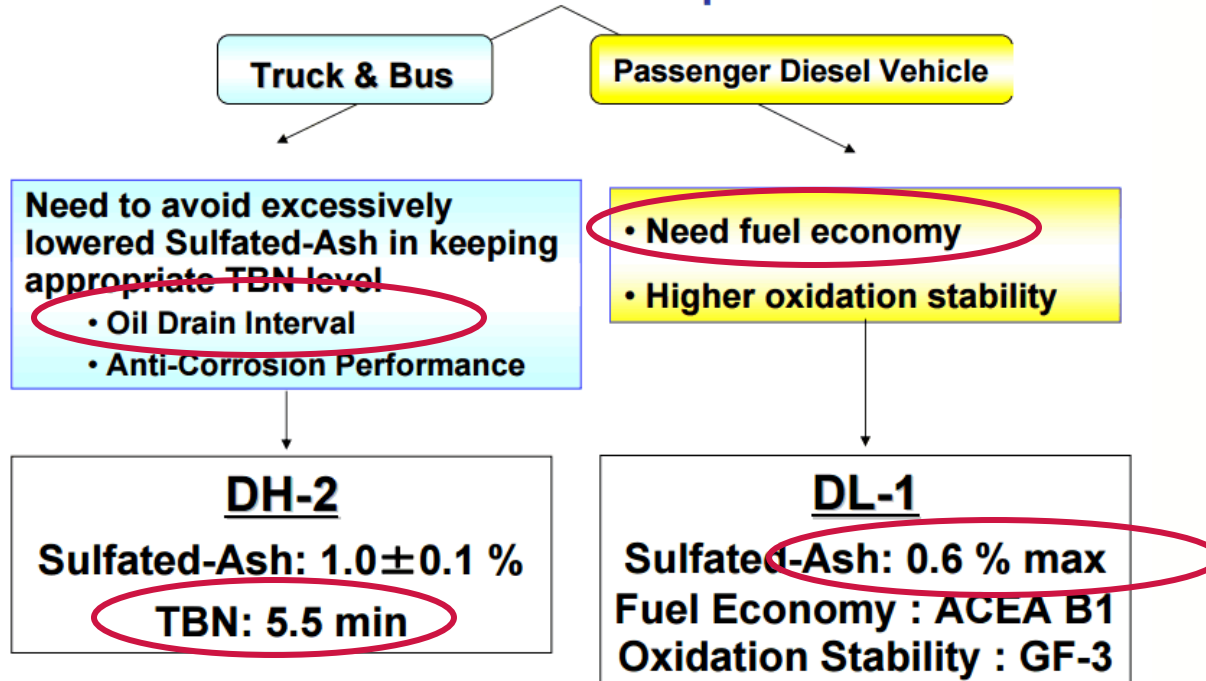 Truck & Bus
Passenger Diesel Vehicle
Need to avoid excessively
lowered Sulfated-Ash in keeping
appropriate TBN level
• Oil Drain Interval
• Anti-Corrosion Performance
• Need fuel economy
• Higher oxidation stability
DH-2
Sulfated-Ash: 1.0±0.1 %
TBN: 5.5 min
DL-1
Sulfated-Ash: 0.6 % max
Fuel Economy : ACEA B1
Oxidation Stability : GF-3